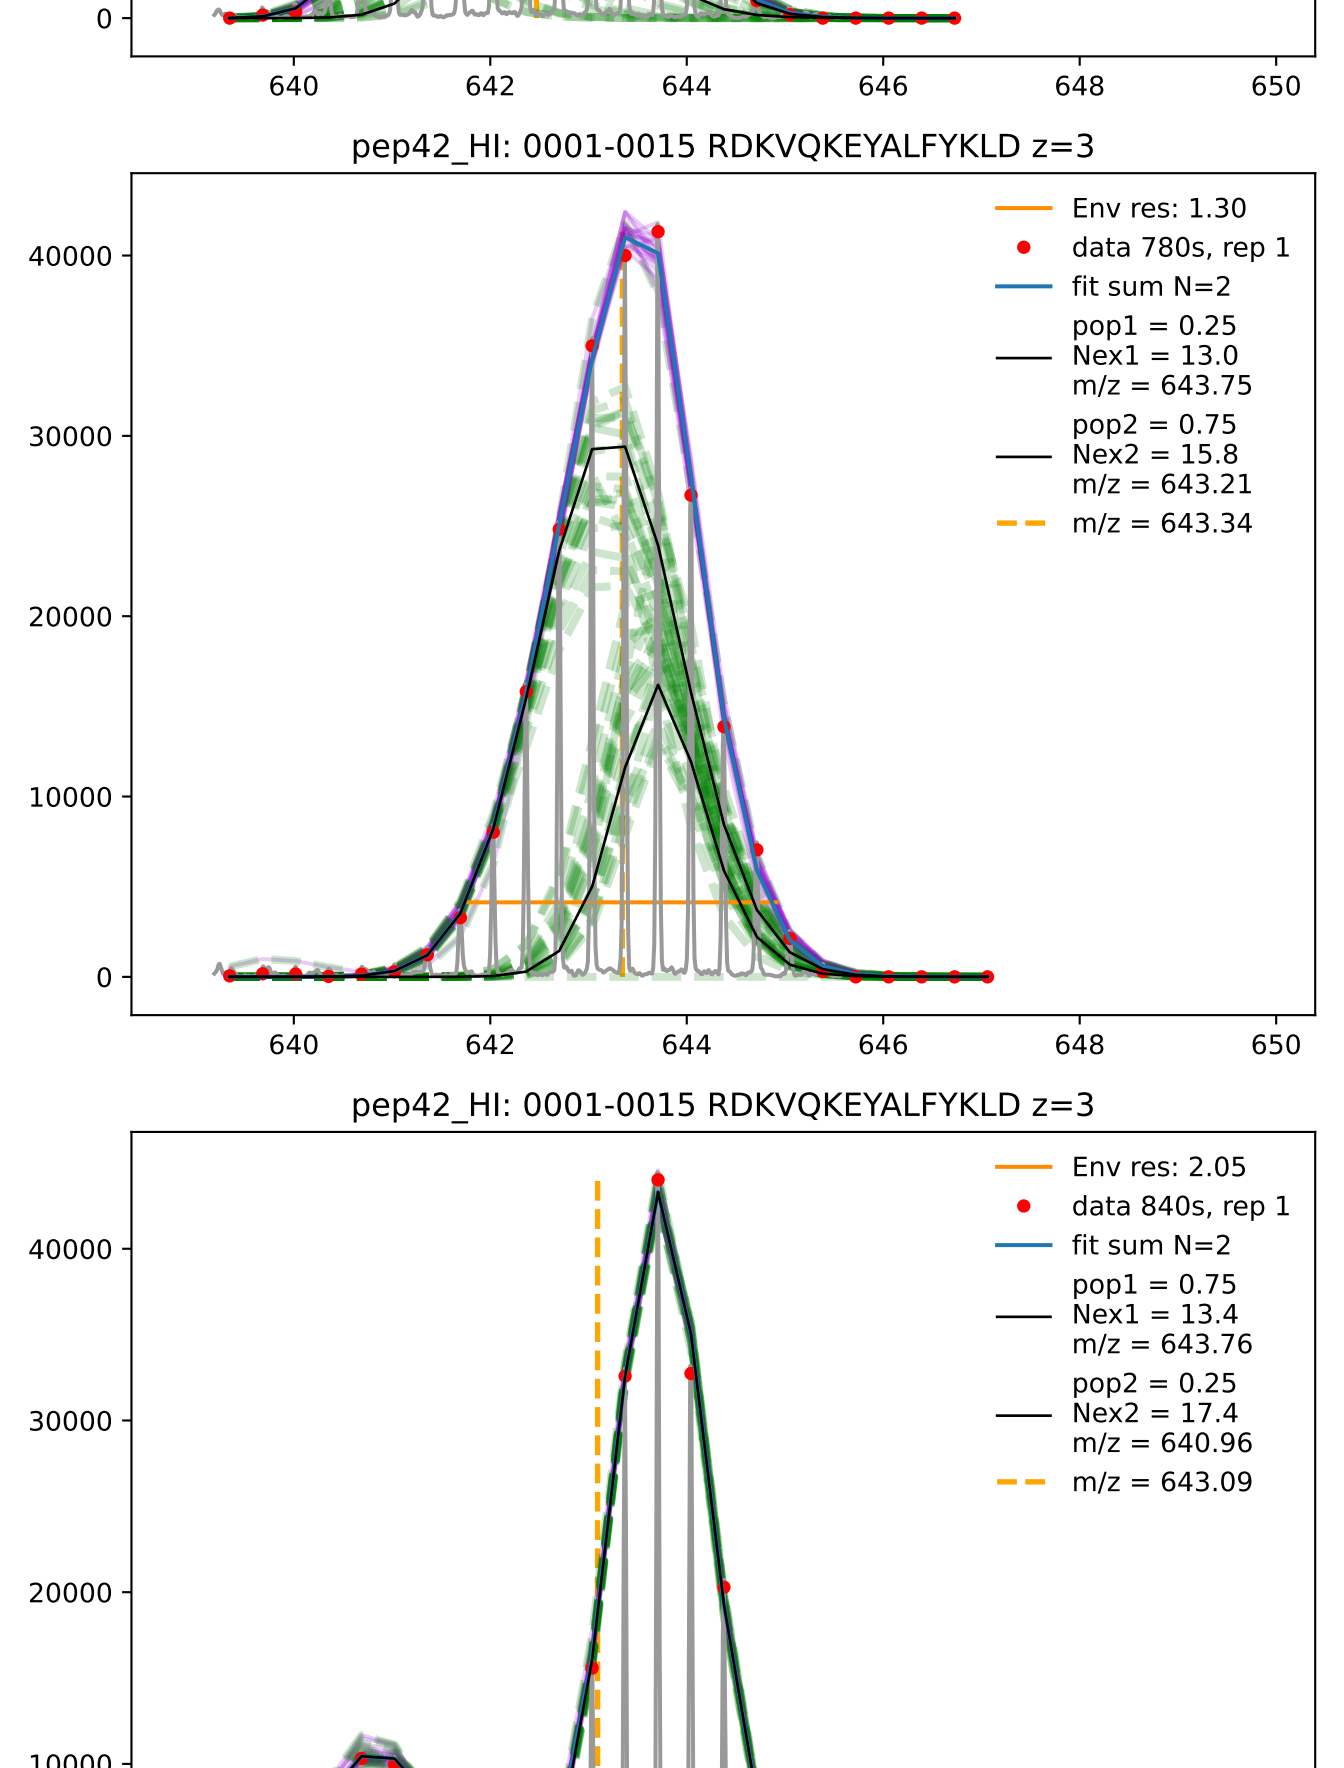 0
640 642 644 646 648 650
pep42_HI: 0001-0015 RDKVQKEYALFYKLD z=3
Env res: 1.30
data 780s, rep 1
fit sum N=2
pop1 = 0.25
Nex1 = 13.0
m/z = 643.75
pop2 = 0.75
Nex2 = 15.8
m/z = 643.21
m/z = 643.34
40000
30000
20000
10000
0
640 642 644 646 648 650
pep42_HI: 0001-0015 RDKVQKEYALFYKLD z=3
Env res: 2.05
data 840s, rep 1
fit sum N=2
pop1 = 0.75
Nex1 = 13.4
m/z = 643.76
pop2 = 0.25
Nex2 = 17.4
m/z = 640.96
m/z = 643.09
40000
30000
20000
10000